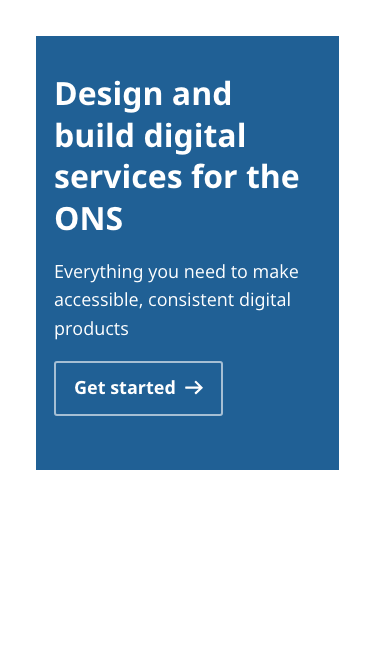 Design and
build digital
services for the
ONS
Everything you need to make
accessible, consistent digital
products
Get started →